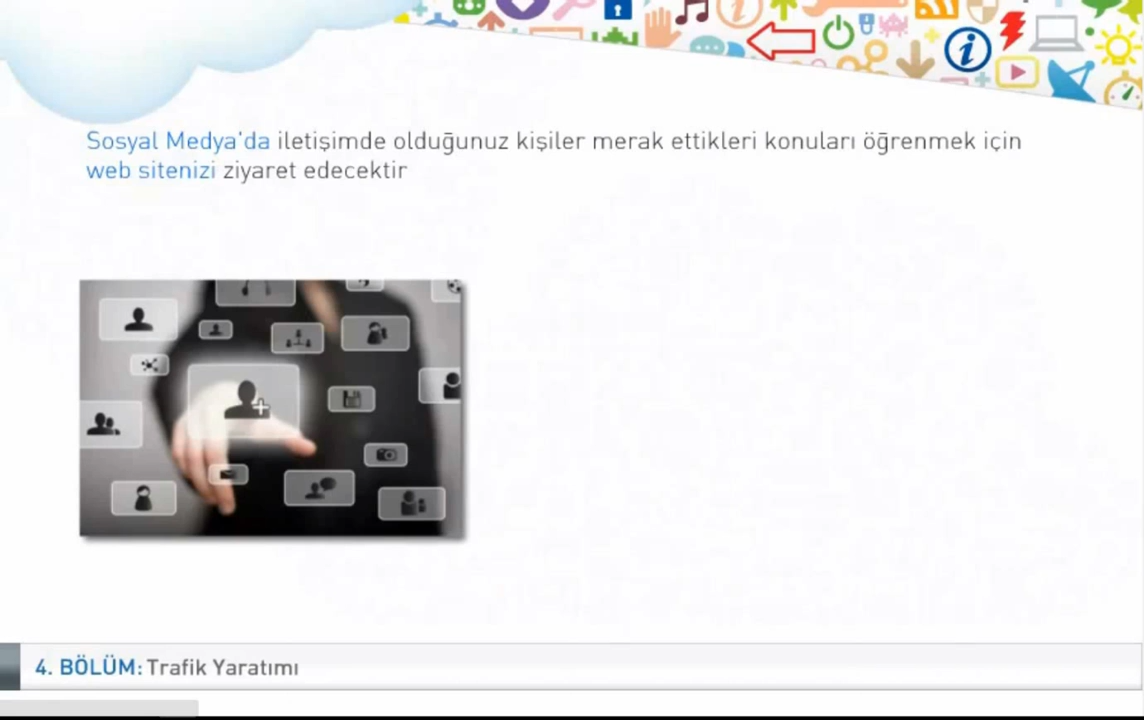 Sosyal Medya'da iletişimde olduğunuz kişiler merak ettikleri konuları öğrenmek için
web sitenizi ziyaret edecektir
4. BÖLÜM: Trafik Yaratımı